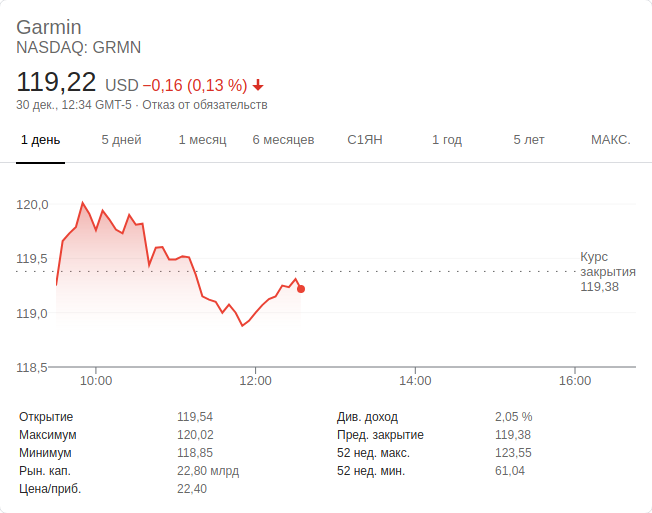 Garmin
NASDAQ: GRMN
119,22 USD −0,16 (0,13 %)
30 дек., 12:34 GMT-5 · Отказ от обязательств
1 день 5 дней 1 месяц 6 месяцев С1ЯН 1 год 5 лет МАКС.
120,0
119,5
Курс
закрытия
119,38
119,0
118,5
10:00 12:00 14:00 16:00
Открытие 119,54 Див. доход 2,05 %
Максимум 120,02 Пред. закрытие 119,38
Минимум 118,85 52 нед. макс. 123,55
Рын. кап. 22,80 млрд 52 нед. мин. 61,04
Цена/приб. 22,40